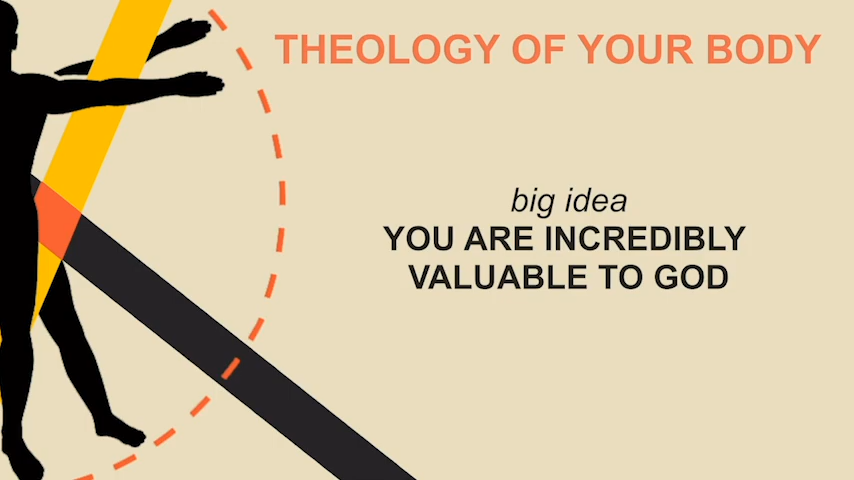 THEOLOGY OF YOUR BODY
big idea
YOU ARE INCREDIBLY
VALUABLE TO GOD